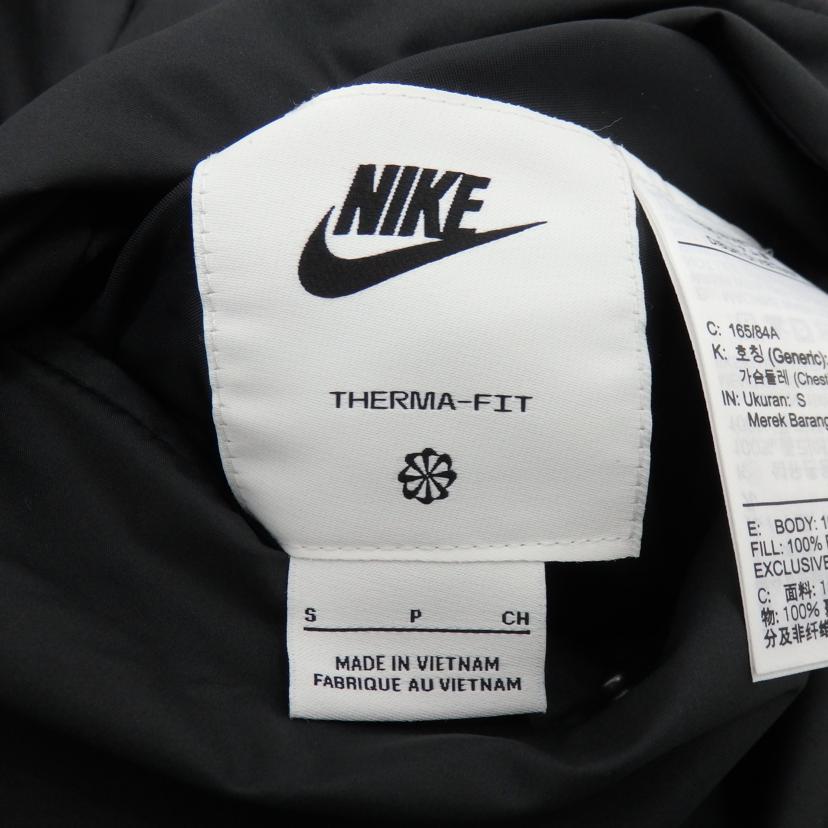 NIKE
THERMA-FIT
S P CH
MADE IN VIETNAM
FABRIQUE AU VIETNAM
C: 165/84A
K: 호칭 (Generic):
가슴둘레 (Chest
IN: Ukuran: S
Merek Barang
E: BODY:
FILL: 100%
EXCLUSIVE
C: 面料:
物: 100%
分及非纤维